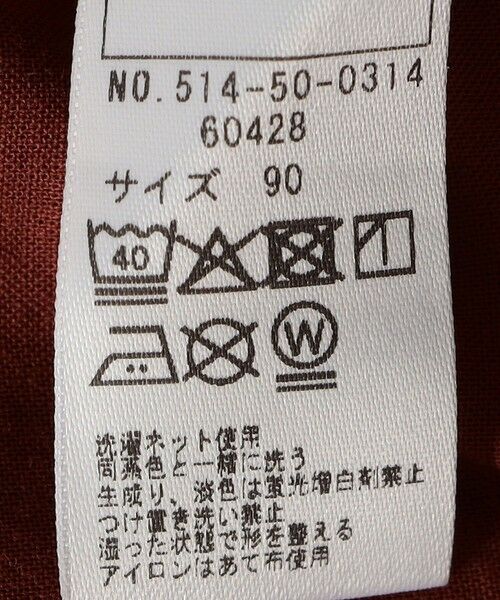 NO.514-50-0314
60428
サイズ 90
40
W
洗濯ネット使用
同系色と一緒に洗う
生成り、淡色は蛍光増白剤禁止
つけ置き洗いは禁止
湿った状態で形を整える
アイロンはあて布使用